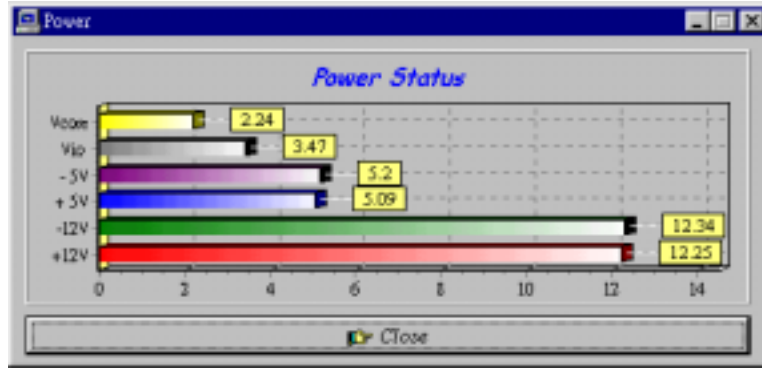 Power
Power Status
Vcore 2.24
Vio 3.47
- 5V 5.2
+ 5V 5.09
-12V 12.34
+12V 12.25
0 2 4 6 8 10 12 14
Close